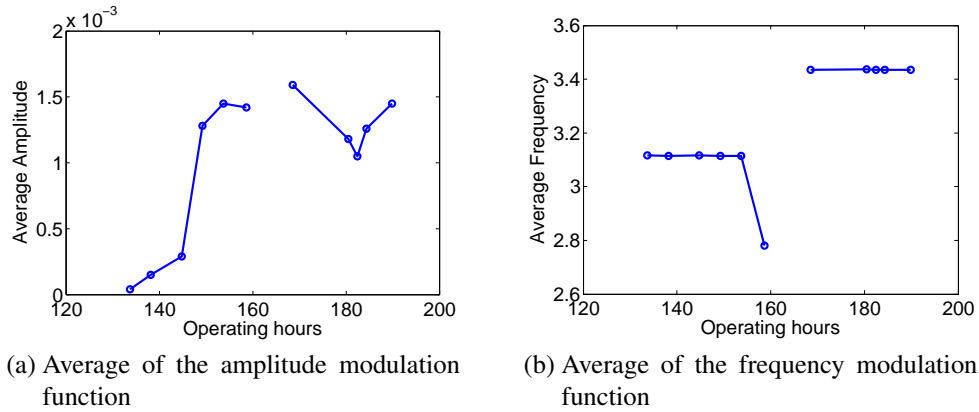 2 x 10⁻³
1.5
1
0.5
0
Average Amplitude
120 140 160 180 200
Operating hours
(a) Average of the amplitude modulation
function
3.6
3.4
3.2
3
2.8
2.6
Average Frequency
120 140 160 180 200
Operating hours
(b) Average of the frequency modulation
function